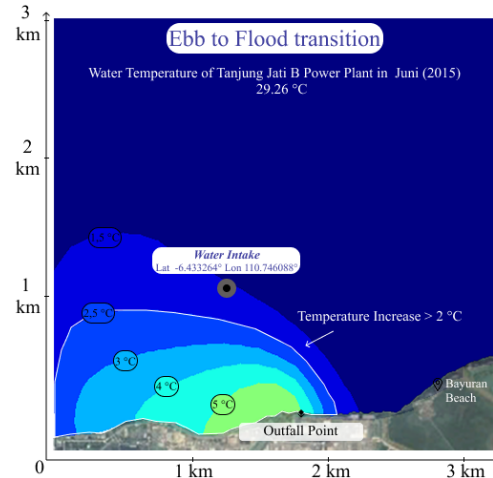 3
km
Ebb to Flood transition
Water Temperature of Tanjung Jati B Power Plant in Juni (2015)
29.26 °C
2
km
1,5 °C
Water Intake
Lat -6.433264° Lon 110.746088°
1
km
2,5 °C
Temperature Increase > 2 °C
3 °C
4 °C
5 °C
Bayuran
Beach
Outfall Point
0
1 km
2 km
3 km